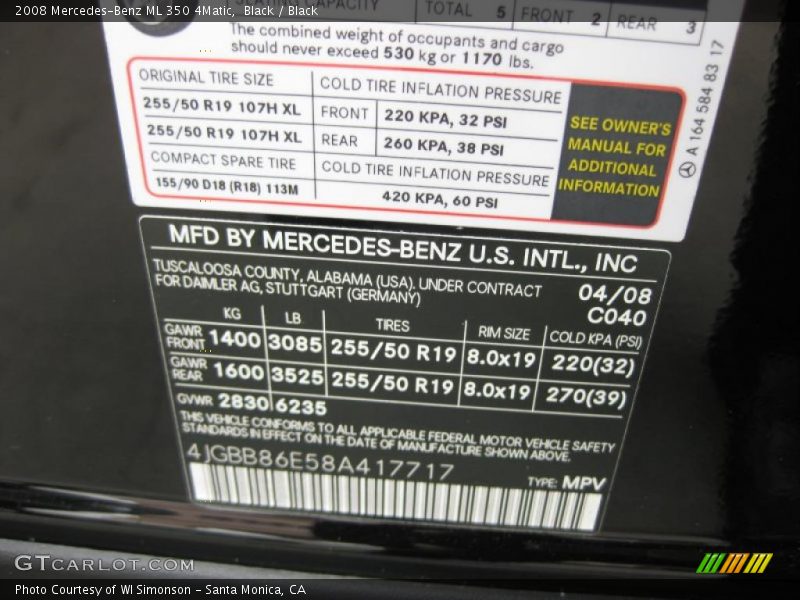 2008 Mercedes-Benz ML 350 4Matic, Black / Black
CAPACITY TOTAL 5 FRONT 2 REAR 3
The combined weight of occupants and cargo
should never exceed 530 kg or 1170 lbs.
ORIGINAL TIRE SIZE COLD TIRE INFLATION PRESSURE
255/50 R19 107H XL FRONT 220 KPA, 32 PSI
255/50 R19 107H XL REAR 260 KPA, 38 PSI
COMPACT SPARE TIRE COLD TIRE INFLATION PRESSURE
155/90 D18 (R18) 113M 420 KPA, 60 PSI
SEE OWNER'S
MANUAL FOR
ADDITIONAL
INFORMATION
A 164 584 83 17
MFD BY MERCEDES-BENZ U.S. INTL., INC
TUSCALOOSA COUNTY, ALABAMA (USA). UNDER CONTRACT
FOR DAIMLER AG, STUTTGART (GERMANY)
04/08
C040
KG LB TIRES RIM SIZE COLD KPA (PSI)
GAWR FRONT 1400 3085 255/50 R19 8.0x19 220(32)
GAWR REAR 1600 3525 255/50 R19 8.0x19 270(39)
GVWR 2830 6235
THIS VEHICLE CONFORMS TO ALL APPLICABLE FEDERAL MOTOR VEHICLE SAFETY
STANDARDS IN EFFECT ON THE DATE OF MANUFACTURE SHOWN ABOVE.
4JGBB86E58A417717
TYPE: MPV
GTCARLOT.COM
Photo Courtesy of WI Simonson - Santa Monica, CA